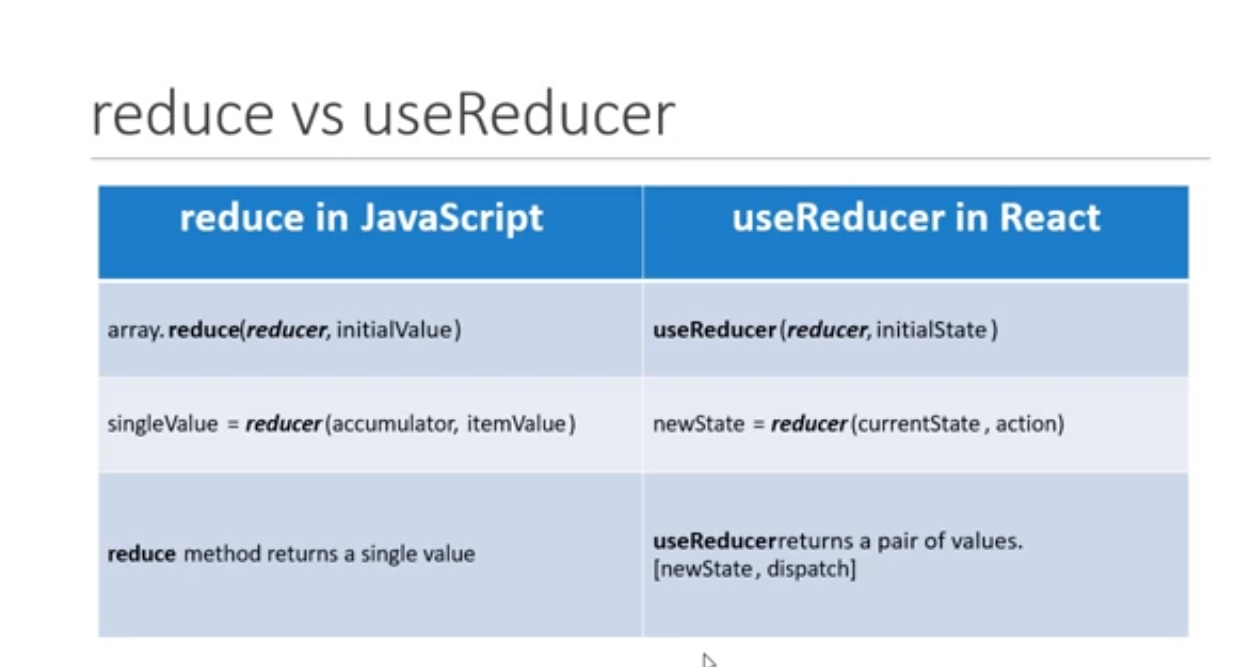 reduce vs useReducer
reduce in JavaScript
useReducer in React
array.reduce(reducer, initialValue)
useReducer(reducer, initialState)
singleValue = reducer(accumulator, itemValue)
newState = reducer(currentState, action)
reduce method returns a single value
useReducerreturns a pair of values.
[newState, dispatch]